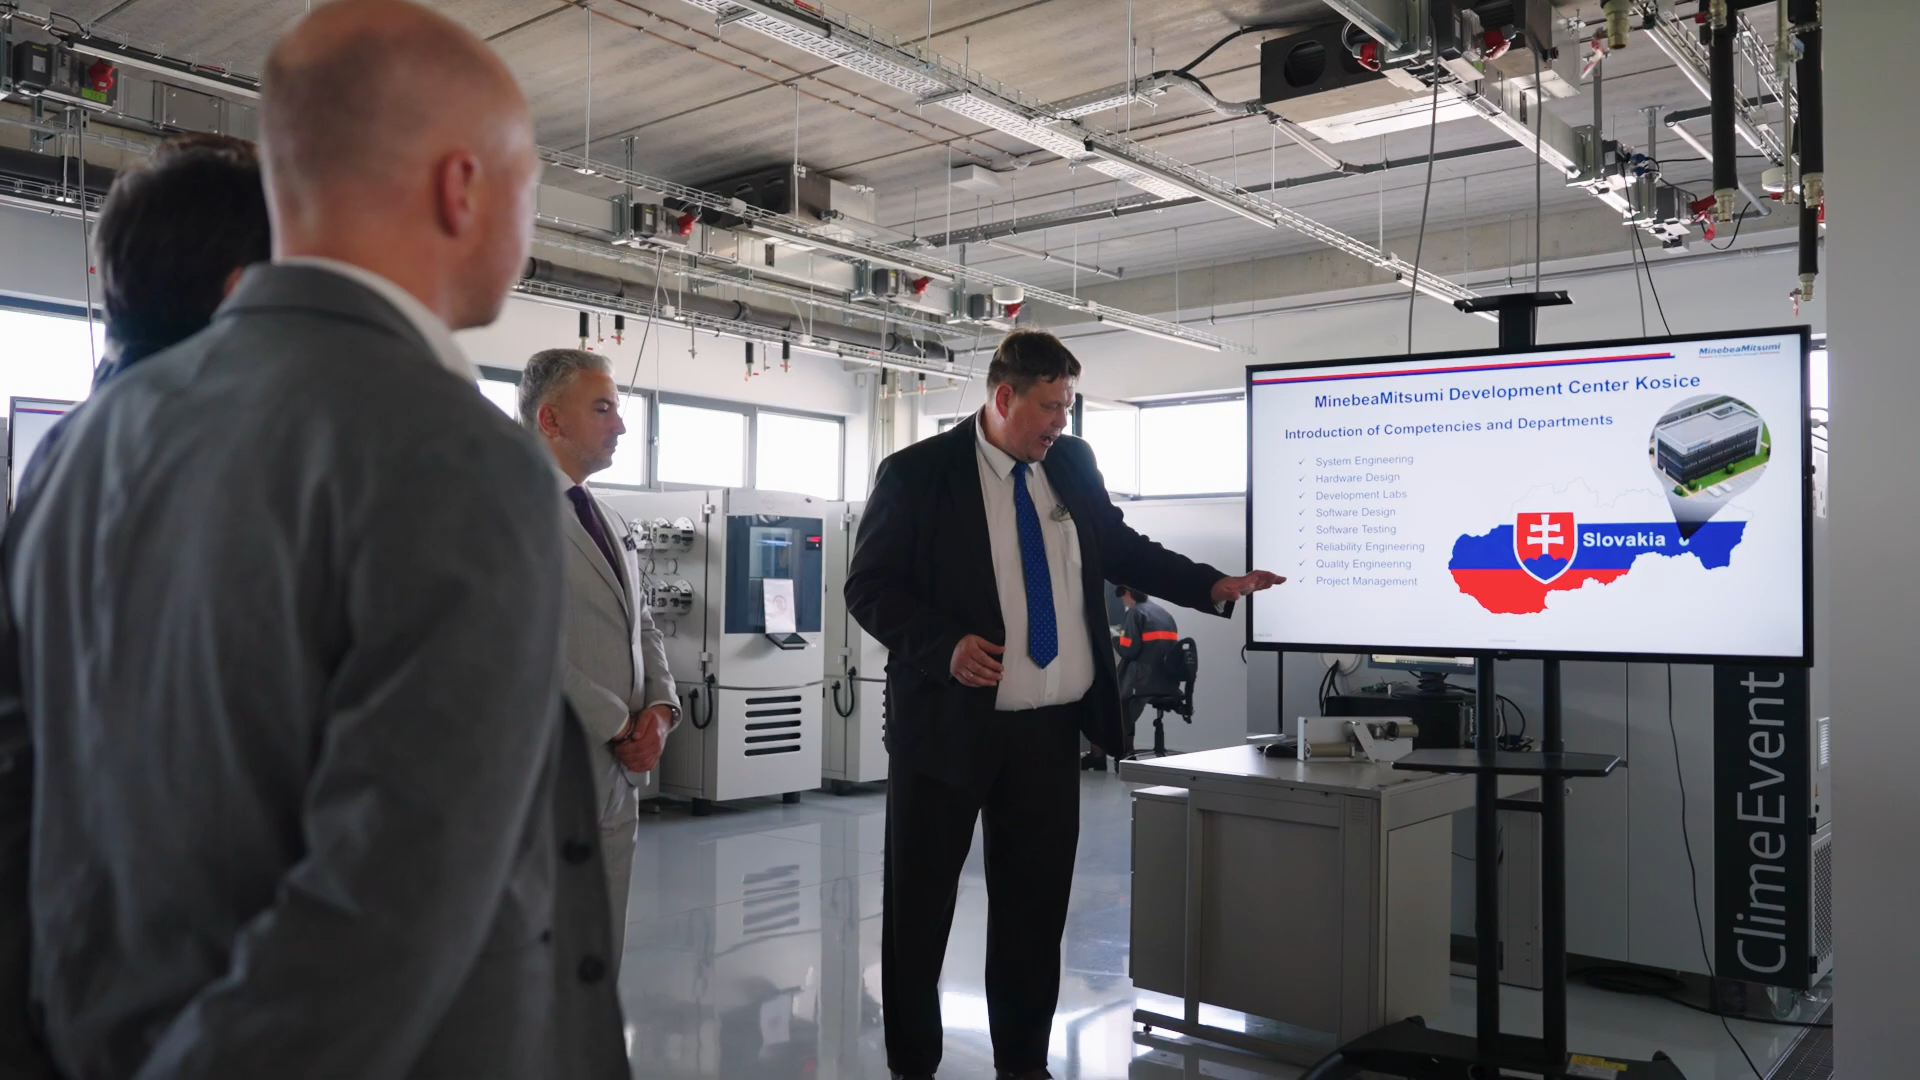 MinebeaMitsumi
MinebeaMitsumi Development Center Kosice
Introduction of Competencies and Departments
✓ System Engineering
✓ Hardware Design
✓ Development Labs
✓ Software Design
✓ Software Testing
✓ Reliability Engineering
✓ Quality Engineering
✓ Project Management
Slovakia
ClimeEvent